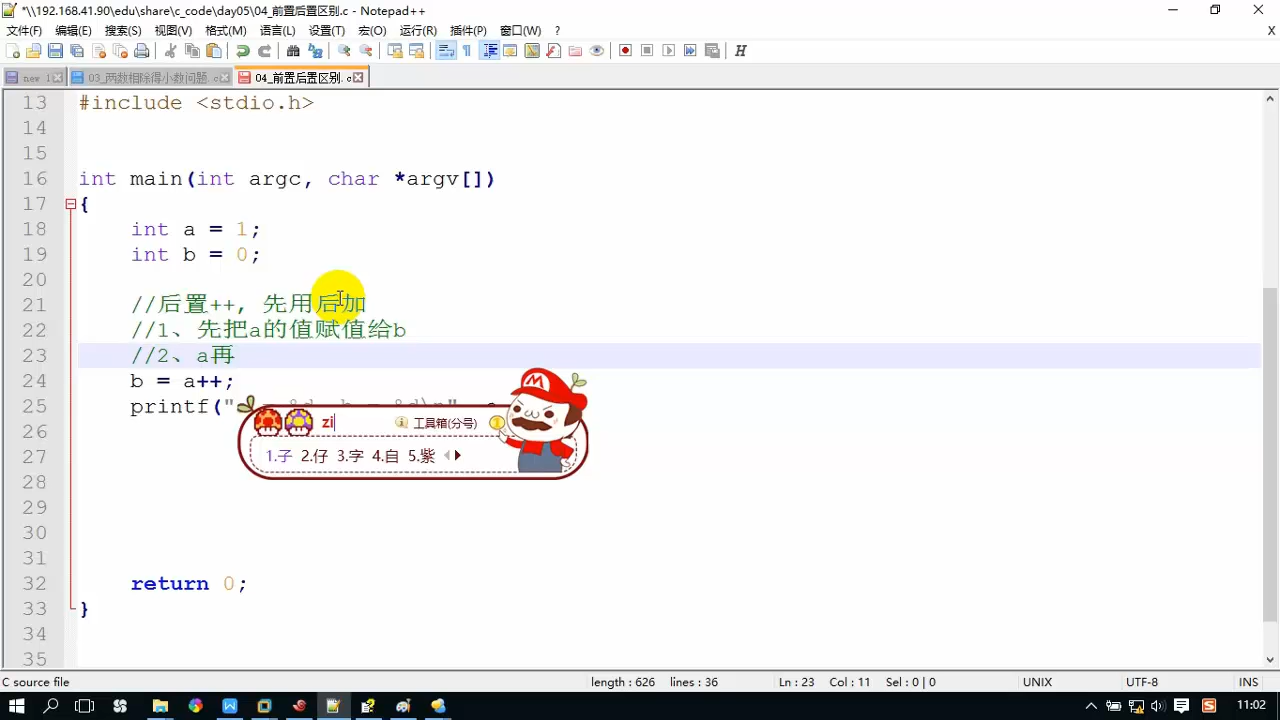 *\\192.168.41.90\edu\share\c_code\day05\04_前置后置区别.c - Notepad++
文件(F) 编辑(E) 搜索(S) 视图(V) 格式(M) 语言(L) 设置(T) 宏(O) 运行(R) 插件(P) 窗口(W) ? X
new 1 03_两数相除得小数问题.c 04_前置后置区别.c
13 #include <stdio.h>
14
15
16 int main(int argc, char *argv[])
17 {
18 int a = 1;
19 int b = 0;
20
21 //后置++, 先用后加
22 //1、先把a的值赋值给b
23 //2、a再
24 b = a++;
25 printf("
zi 工具箱(分号)
26
1.子 2.仔 3.字 4.自 5.紫
27
28
29
30
31
32 return 0;
33 }
34
35
C source file length : 626 lines : 36 Ln : 23 Col : 11 Sel : 0 | 0 UNIX UTF-8 INS
11:02